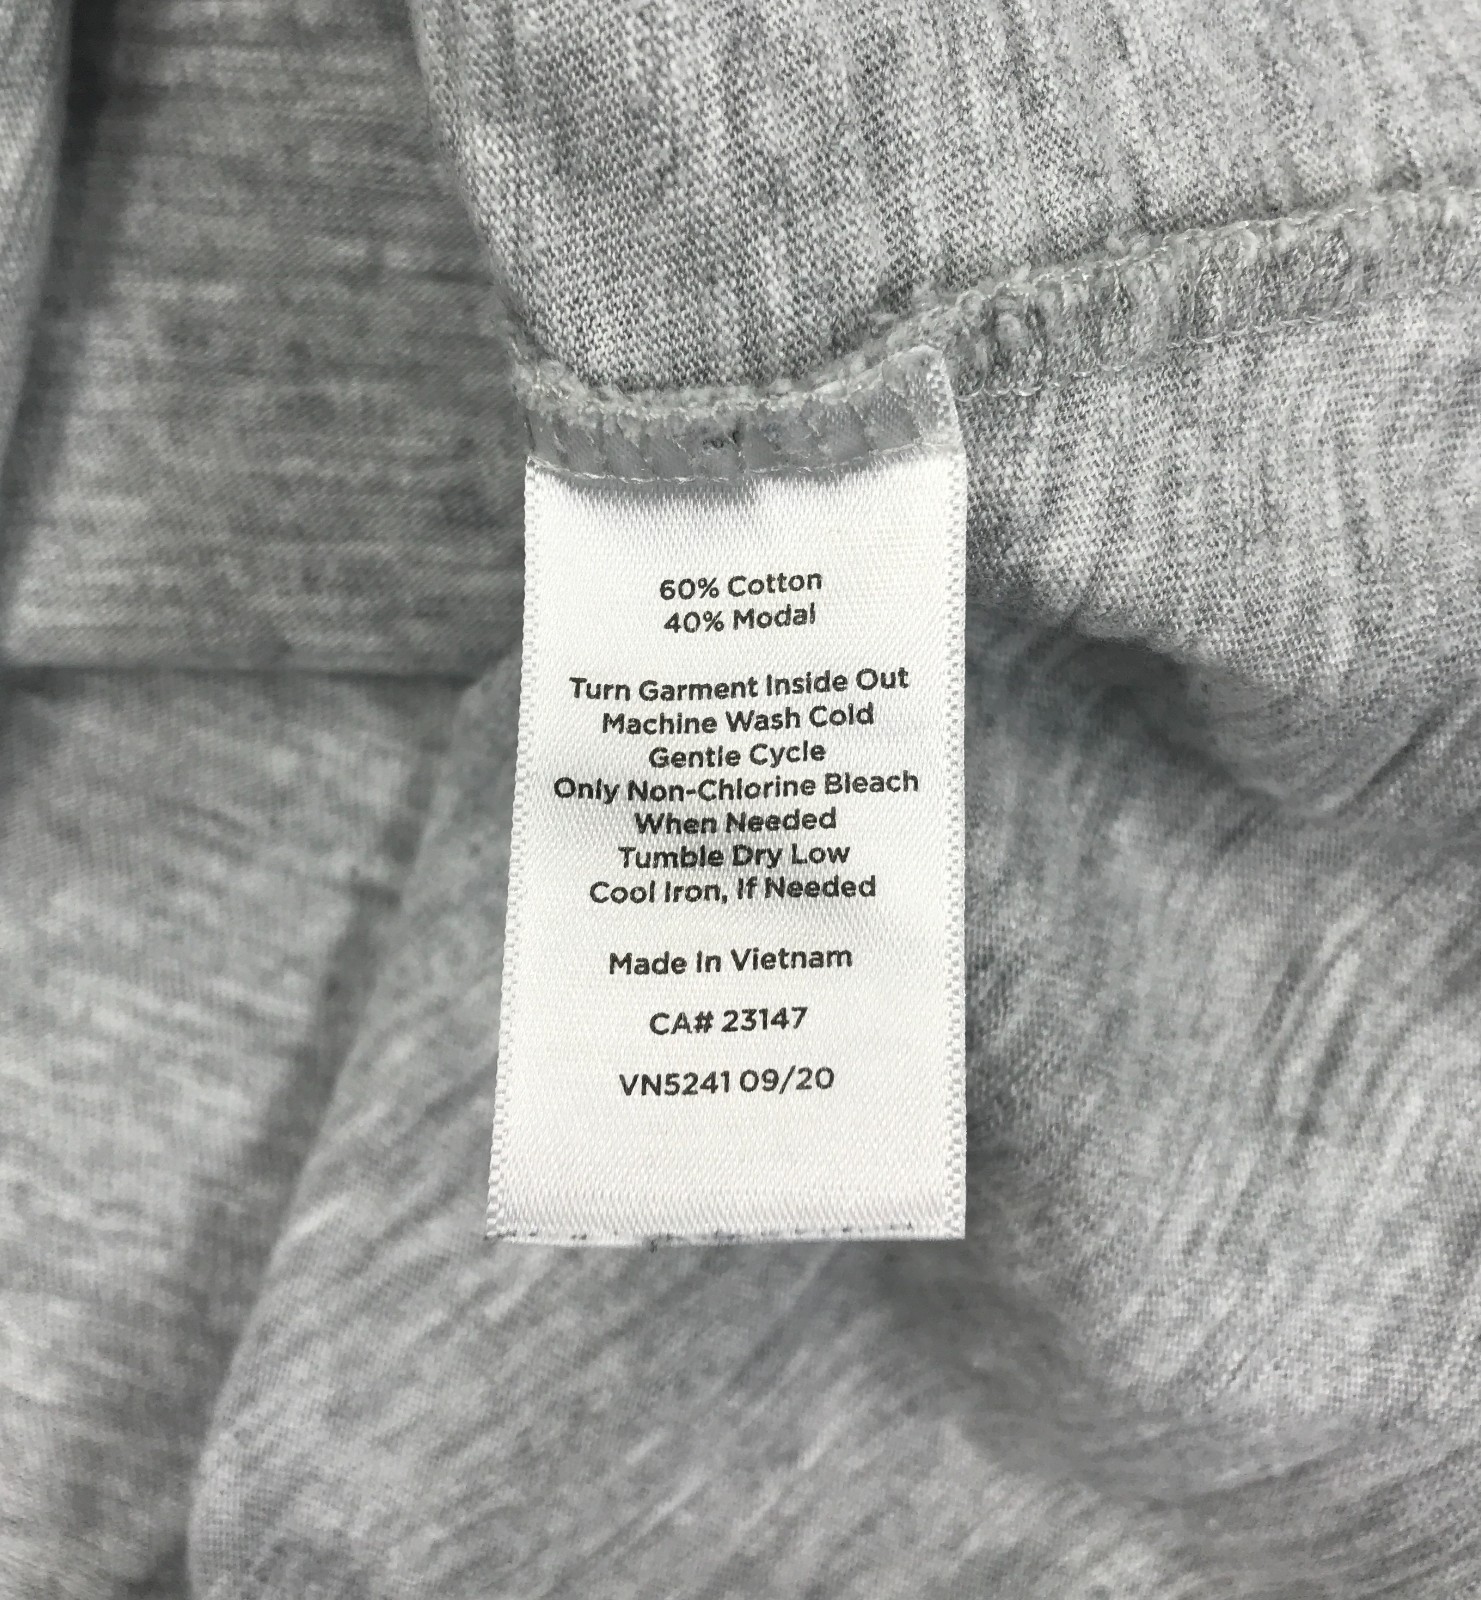 60% Cotton
40% Modal
Turn Garment Inside Out
Machine Wash Cold
Gentle Cycle
Only Non-Chlorine Bleach
When Needed
Tumble Dry Low
Cool Iron, If Needed
Made In Vietnam
CA# 23147
VN5241 09/20